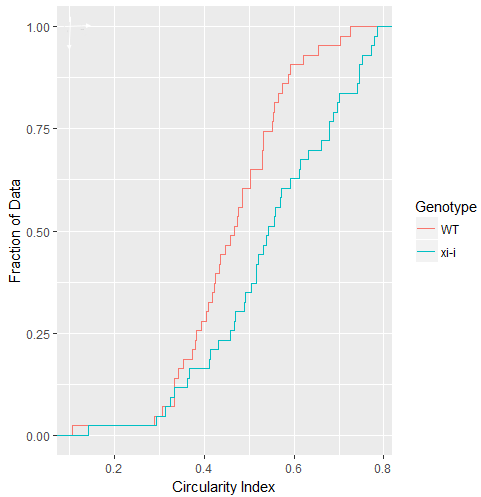 1.00
0.75
0.50
0.25
0.00
Fraction of Data
0.2 0.4 0.6 0.8
Circularity Index
Genotype
WT
xi-i